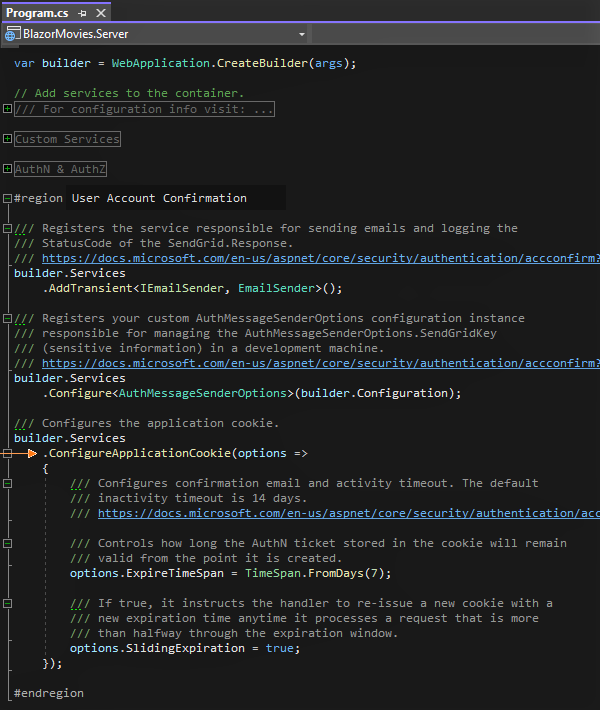 Program.cs
BlazorMovies.Server
var builder = WebApplication.CreateBuilder(args);
// Add services to the container.
/// For configuration info visit: ...
Custom Services
AuthN & AuthZ
#region User Account Confirmation
/// Registers the service responsible for sending emails and logging the
/// StatusCode of the SendGrid.Response.
/// https://docs.microsoft.com/en-us/aspnet/core/security/authentication/accconfirm?
builder.Services
.AddTransient<IEmailSender, EmailSender>();
/// Registers your custom AuthMessageSenderOptions configuration instance
/// responsible for managing the AuthMessageSenderOptions.SendGridKey
/// (sensitive information) in a development machine.
/// https://docs.microsoft.com/en-us/aspnet/core/security/authentication/accconfirm?
builder.Services
.Configure<AuthMessageSenderOptions>(builder.Configuration);
/// Configures the application cookie.
builder.Services
.ConfigureApplicationCookie(options =>
{
/// Configures confirmation email and activity timeout. The default
/// inactivity timeout is 14 days.
/// https://docs.microsoft.com/en-us/aspnet/core/security/authentication/acc
/// Controls how long the AuthN ticket stored in the cookie will remain
/// valid from the point it is created.
options.ExpireTimeSpan = TimeSpan.FromDays(7);
/// If true, it instructs the handler to re-issue a new cookie with a
/// new expiration time anytime it processes a request that is more
/// than halfway through the expiration window.
options.SlidingExpiration = true;
});
#endregion